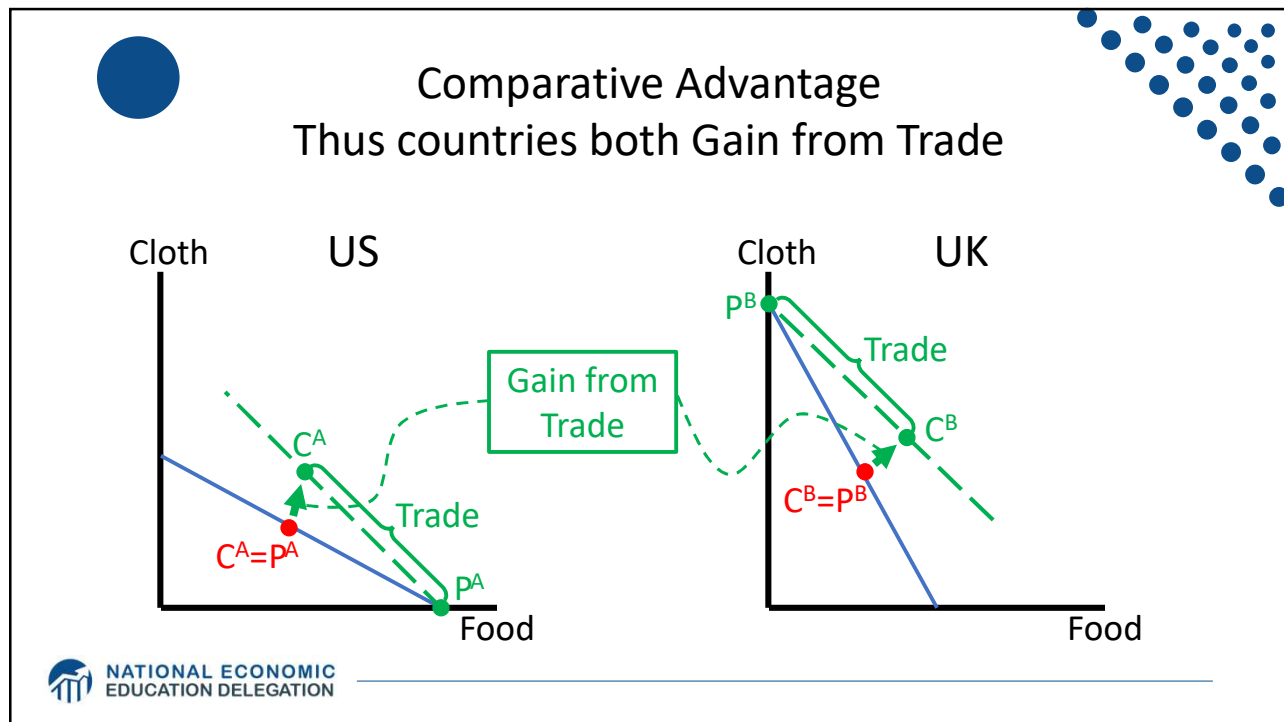 Comparative Advantage
Thus countries both Gain from Trade
Cloth
US
Cᴬ
Trade
Cᴬ=Pᴬ
Pᴬ
Food
Gain from
Trade
Cloth
UK
Pᴮ
Trade
Cᴮ
Cᴮ=Pᴮ
Food
NATIONAL ECONOMIC
EDUCATION DELEGATION